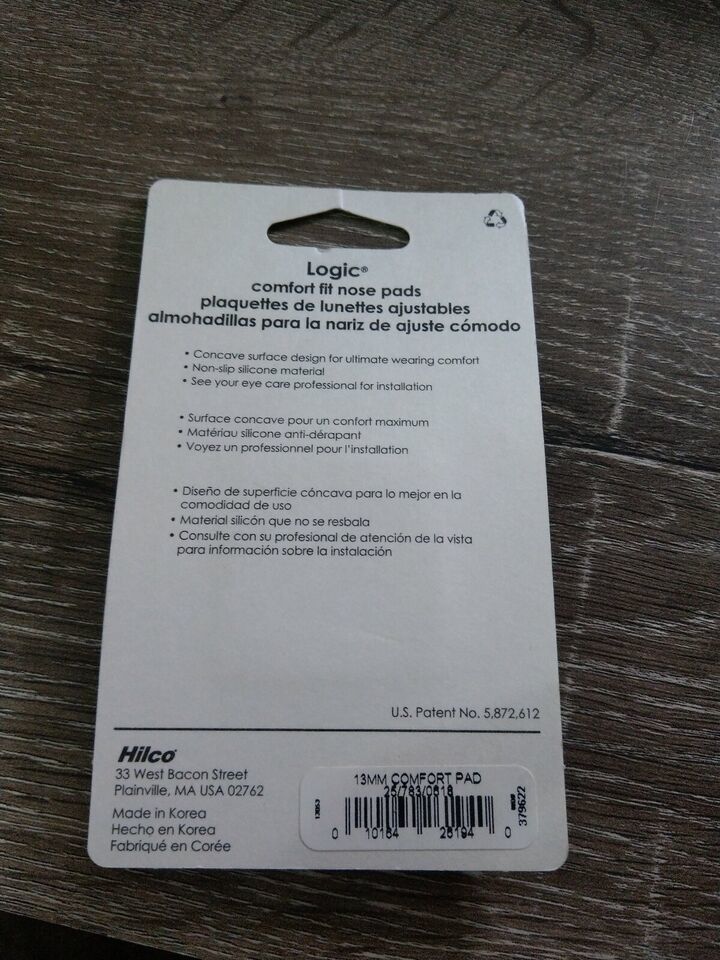 Logic®
comfort fit nose pads
plaquettes de lunettes ajustables
almohadillas para la nariz de ajuste cómodo
• Concave surface design for ultimate wearing comfort
• Non-slip silicone material
• See your eye care professional for installation
• Surface concave pour un confort maximum
• Matériau silicone anti-dérapant
• Voyez un professionnel pour l'installation
• Diseño de superficie cóncava para lo mejor en la
comodidad de uso
• Material silicón que no se resbala
• Consulte con su profesional de atención de la vista
para información sobre la instalación
U.S. Patent No. 5,872,612
Hilco
33 West Bacon Street
Plainville, MA USA 02762
Made in Korea
Hecho en Korea
Fabriqué en Corée
13MM COMFORT PAD
25/763/0618
0 10164 26194 0
379622